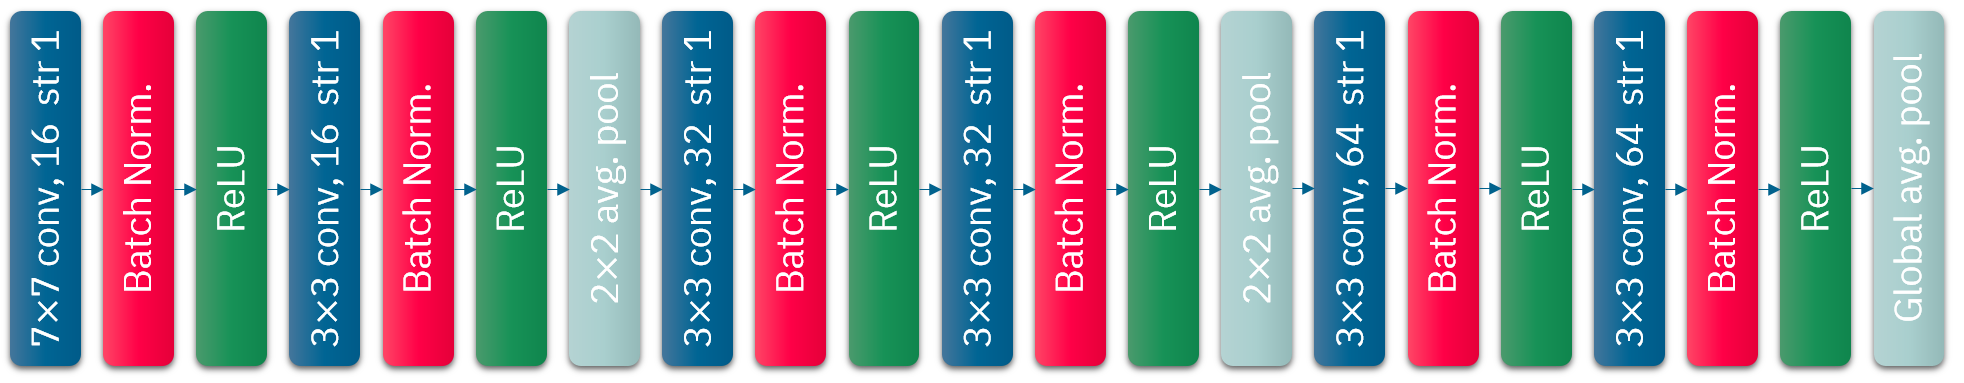 7×7 conv, 16 str 1
Batch Norm.
ReLU
3×3 conv, 16 str 1
Batch Norm.
ReLU
2×2 avg. pool
3×3 conv, 32 str 1
Batch Norm.
ReLU
3×3 conv, 32 str 1
Batch Norm.
ReLU
2×2 avg. pool
3×3 conv, 64 str 1
Batch Norm.
ReLU
3×3 conv, 64 str 1
Batch Norm.
ReLU
Global avg. pool